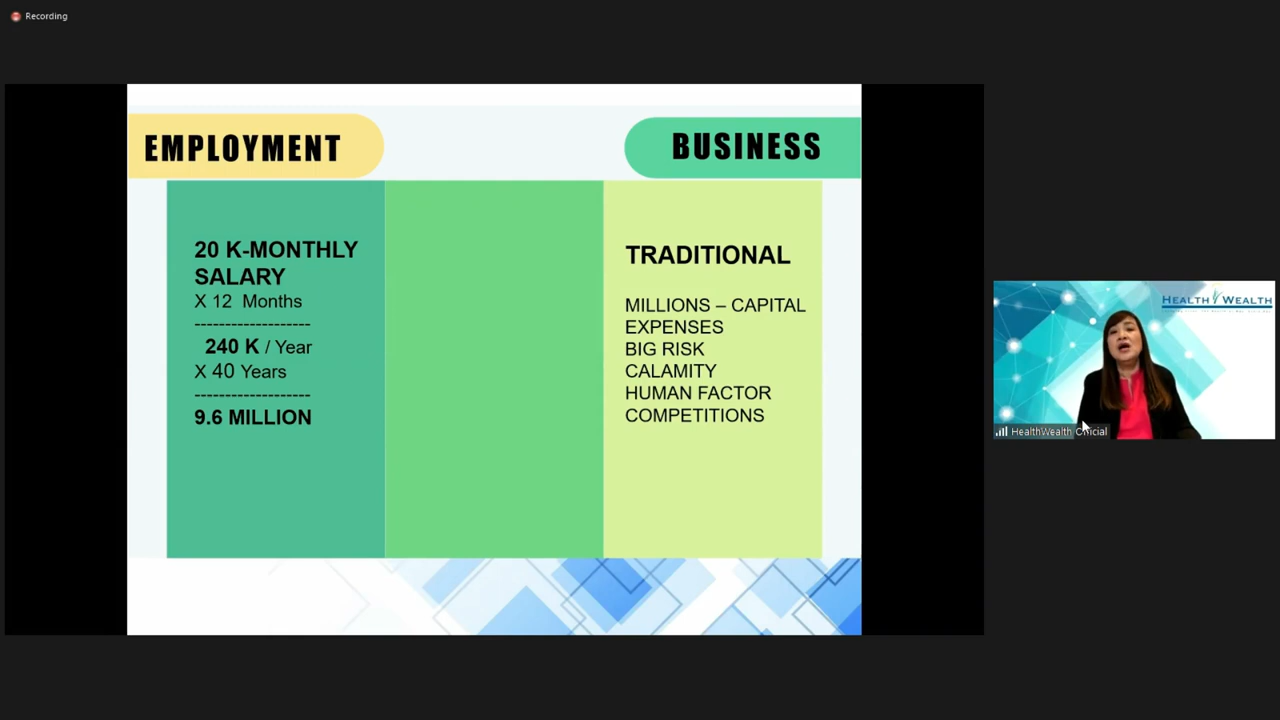 Recording
EMPLOYMENT
BUSINESS
20 K-MONTHLY
SALARY
X 12 Months
-------------------
240 K / Year
X 40 Years
-------------------
9.6 MILLION
TRADITIONAL
MILLIONS – CAPITAL
EXPENSES
BIG RISK
CALAMITY
HUMAN FACTOR
COMPETITIONS
HEALTH WEALTH
HealthWealth Official